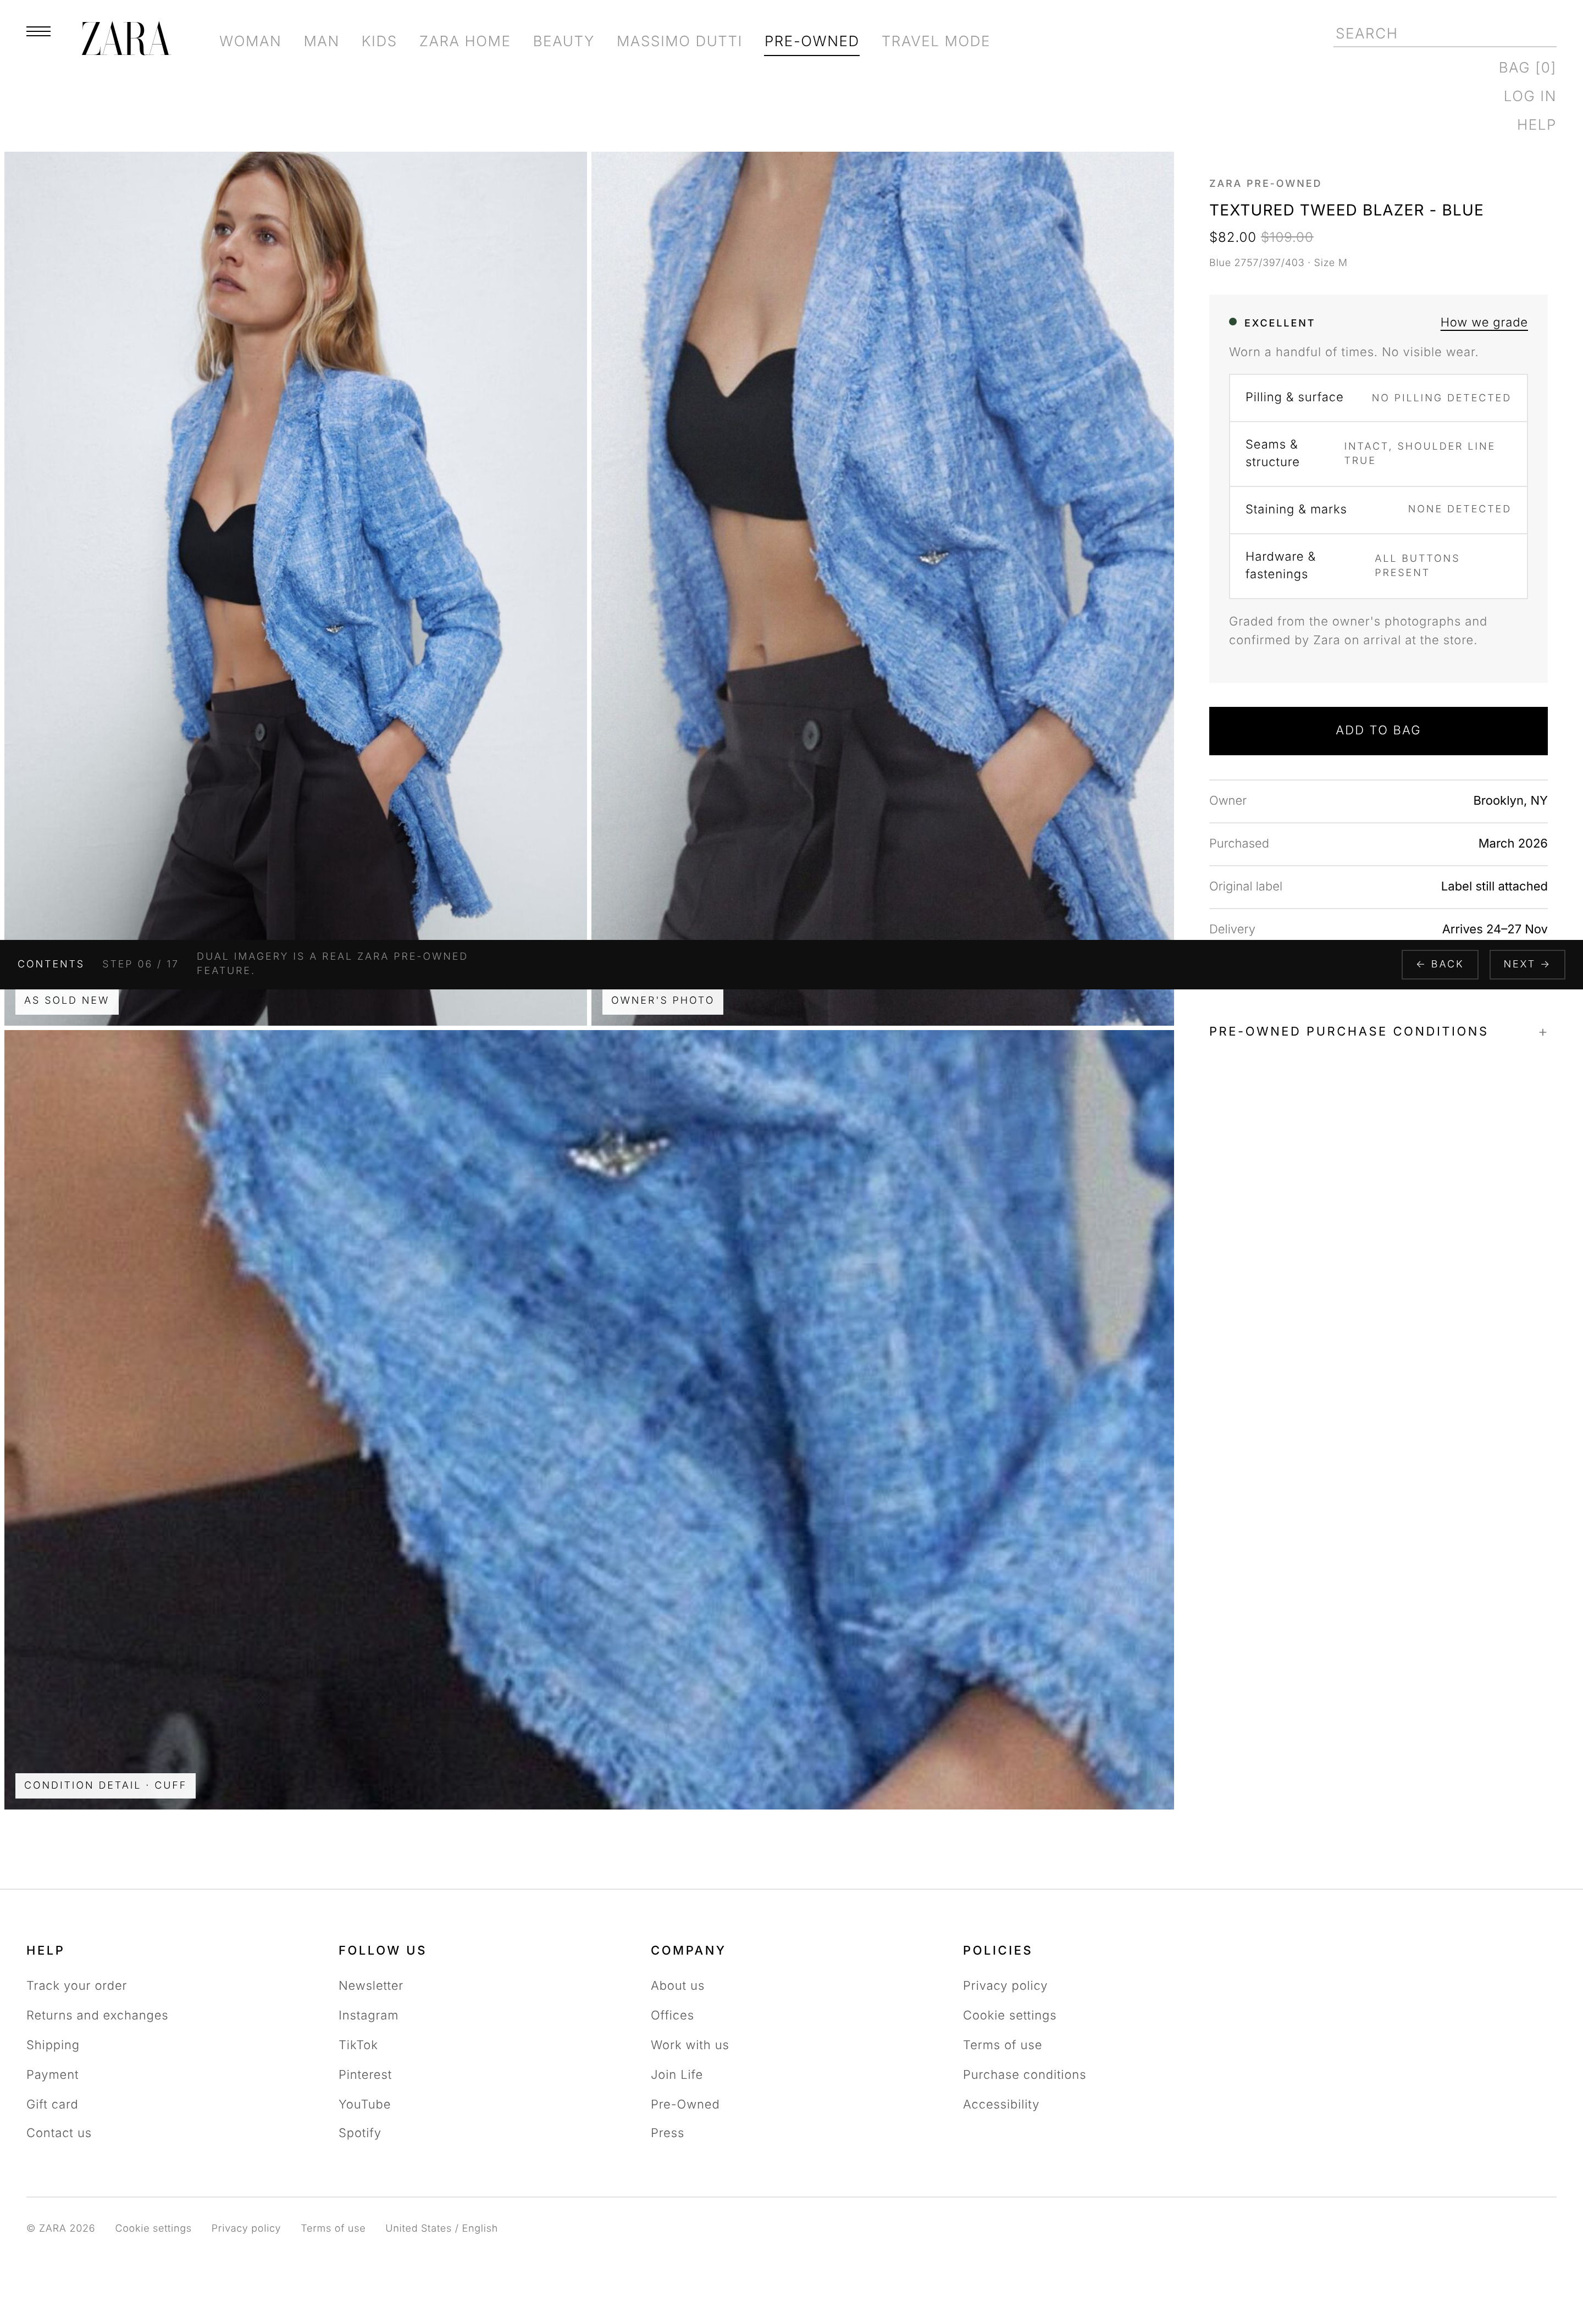 ZARA
WOMAN
MAN
KIDS
ZARA HOME
BEAUTY
MASSIMO DUTTI
PRE-OWNED
TRAVEL MODE
SEARCH
BAG [0]
LOG IN
HELP
ZARA PRE-OWNED
TEXTURED TWEED BLAZER - BLUE
$82.00 $109.00
Blue 2757/397/403 · Size M
EXCELLENT
How we grade
Worn a handful of times. No visible wear.
Pilling & surface
NO PILLING DETECTED
Seams &
structure
INTACT, SHOULDER LINE
TRUE
Staining & marks
NONE DETECTED
Hardware &
fastenings
ALL BUTTONS
PRESENT
Graded from the owner's photographs and
confirmed by Zara on arrival at the store.
ADD TO BAG
Owner
Brooklyn, NY
Purchased
March 2026
Original label
Label still attached
Delivery
Arrives 24–27 Nov
CONTENTS
STEP 06 / 17
DUAL IMAGERY IS A REAL ZARA PRE-OWNED
FEATURE.
← BACK
NEXT →
AS SOLD NEW
OWNER'S PHOTO
PRE-OWNED PURCHASE CONDITIONS +
CONDITION DETAIL · CUFF
HELP
Track your order
Returns and exchanges
Shipping
Payment
Gift card
Contact us
FOLLOW US
Newsletter
Instagram
TikTok
Pinterest
YouTube
Spotify
COMPANY
About us
Offices
Work with us
Join Life
Pre-Owned
Press
POLICIES
Privacy policy
Cookie settings
Terms of use
Purchase conditions
Accessibility
© ZARA 2026
Cookie settings
Privacy policy
Terms of use
United States / English